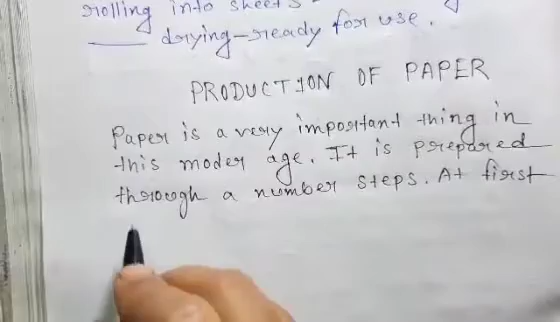 rolling into sheets
____ drying-ready for use.
PRODUCTION OF PAPER
Paper is a very important thing in
this moder age. It is prepared
through a number steps. At first